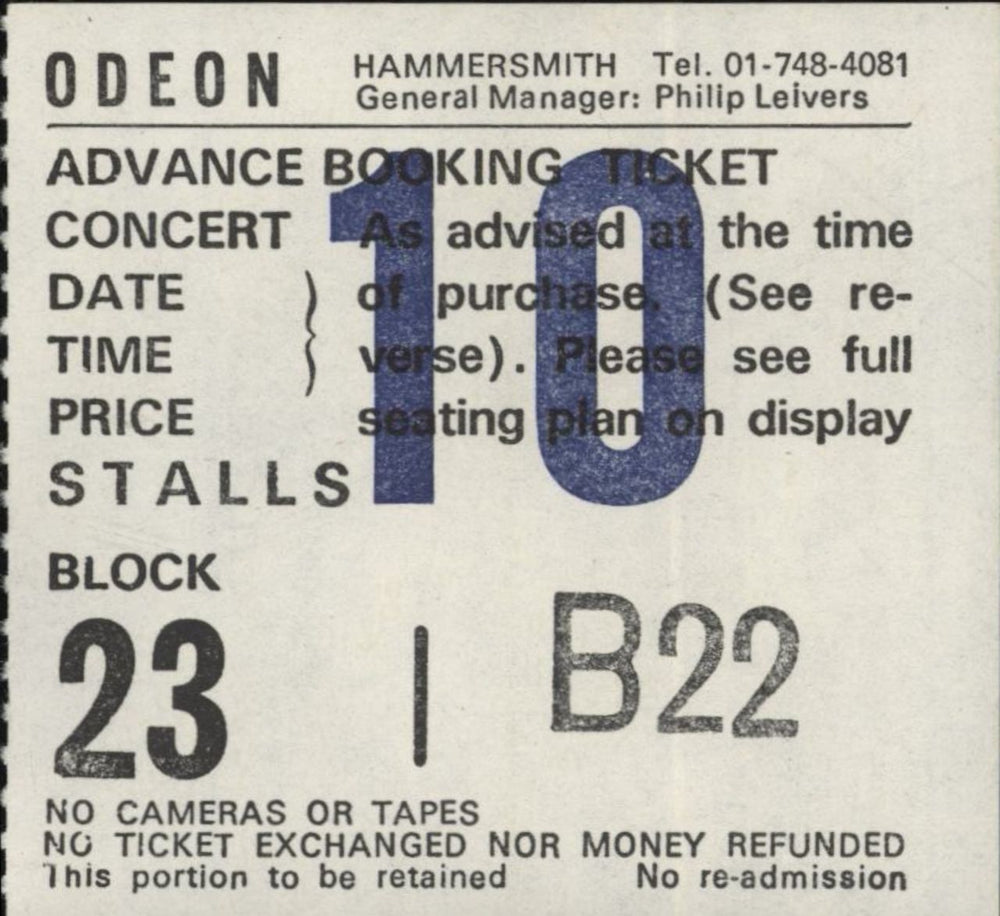 ODEON HAMMERSMITH Tel. 01-748-4081
General Manager: Philip Leivers
ADVANCE BOOKING TICKET
CONCERT As advised at the time
DATE } of purchase. (See re-
TIME } verse). Please see full
PRICE seating plan on display
10
STALLS
BLOCK
23 | B22
NO CAMERAS OR TAPES
NO TICKET EXCHANGED NOR MONEY REFUNDED
This portion to be retained No re-admission